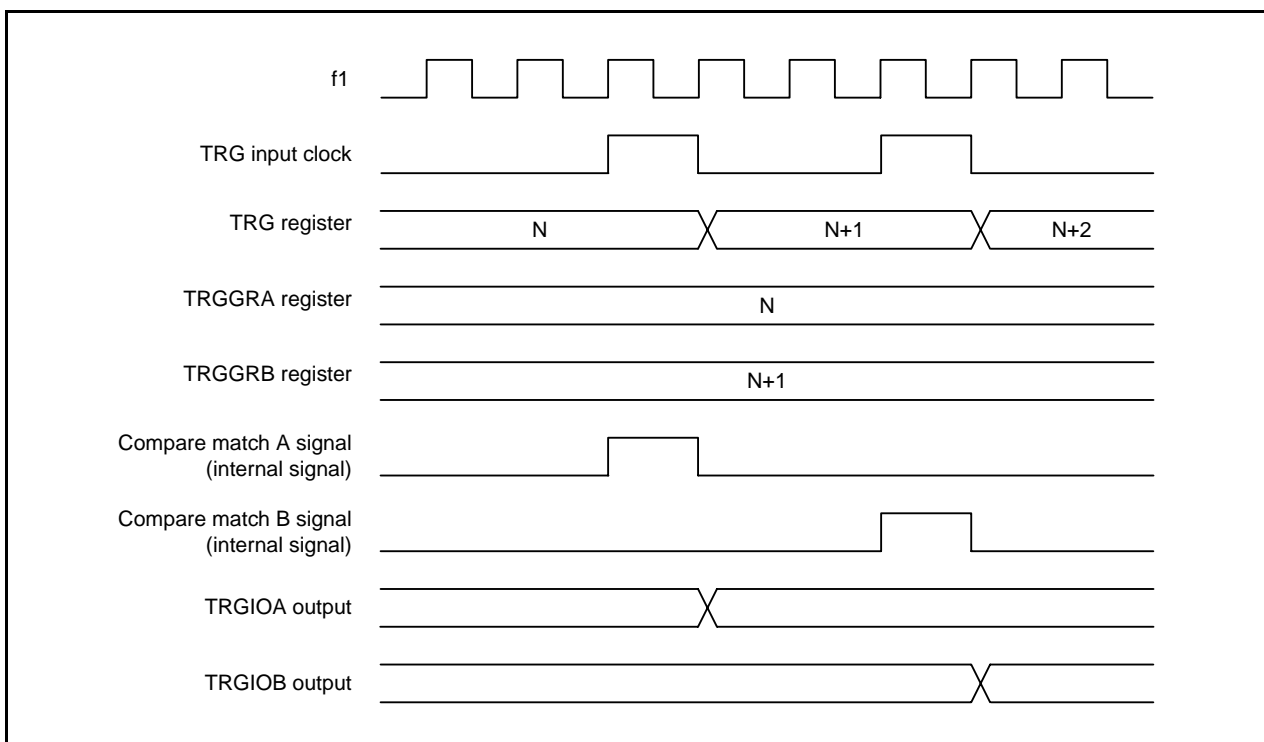 f1
TRG input clock
TRG register
N
N+1
N+2
TRGGRA register
N
TRGGRB register
N+1
Compare match A signal
(internal signal)
Compare match B signal
(internal signal)
TRGIOA output
TRGIOB output